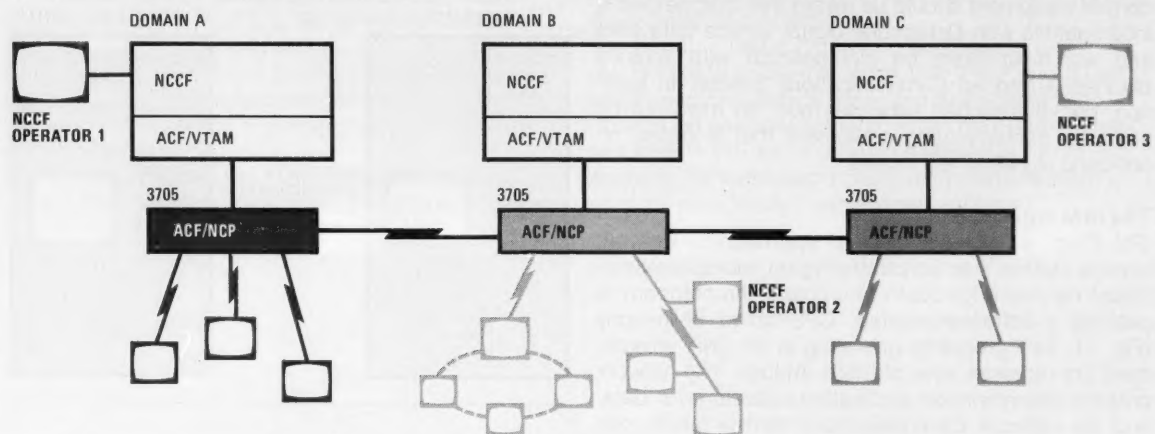 DOMAIN A
DOMAIN B
DOMAIN C
NCCF
NCCF
NCCF
NCCF
OPERATOR 1
ACF/VTAM
ACF/VTAM
ACF/VTAM
NCCF
OPERATOR 3
3705
3705
3705
ACF/NCP
ACF/NCP
ACF/NCP
NCCF
OPERATOR 2